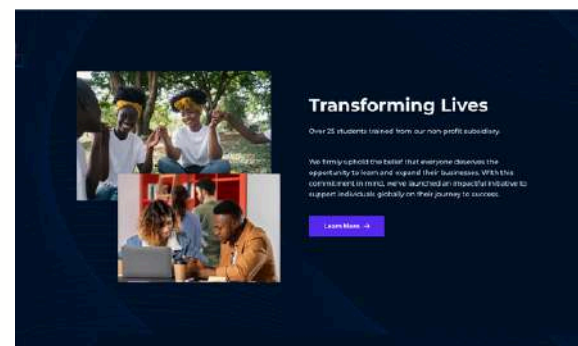 Transforming Lives
Over 25 students trained from our non-profit subsidiary.
We firmly uphold the belief that everyone deserves the
opportunity to learn and expand their businesses. With this
commitment in mind, we've launched an impactful initiative to
support individuals globally on their journey to success.
Learn More →